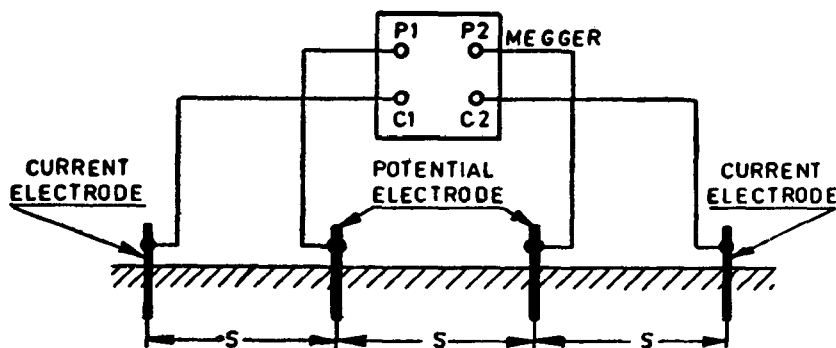 P1 P2
MEGGER
C1 C2
CURRENT
ELECTRODE
POTENTIAL
ELECTRODE
CURRENT
ELECTRODE
S S S